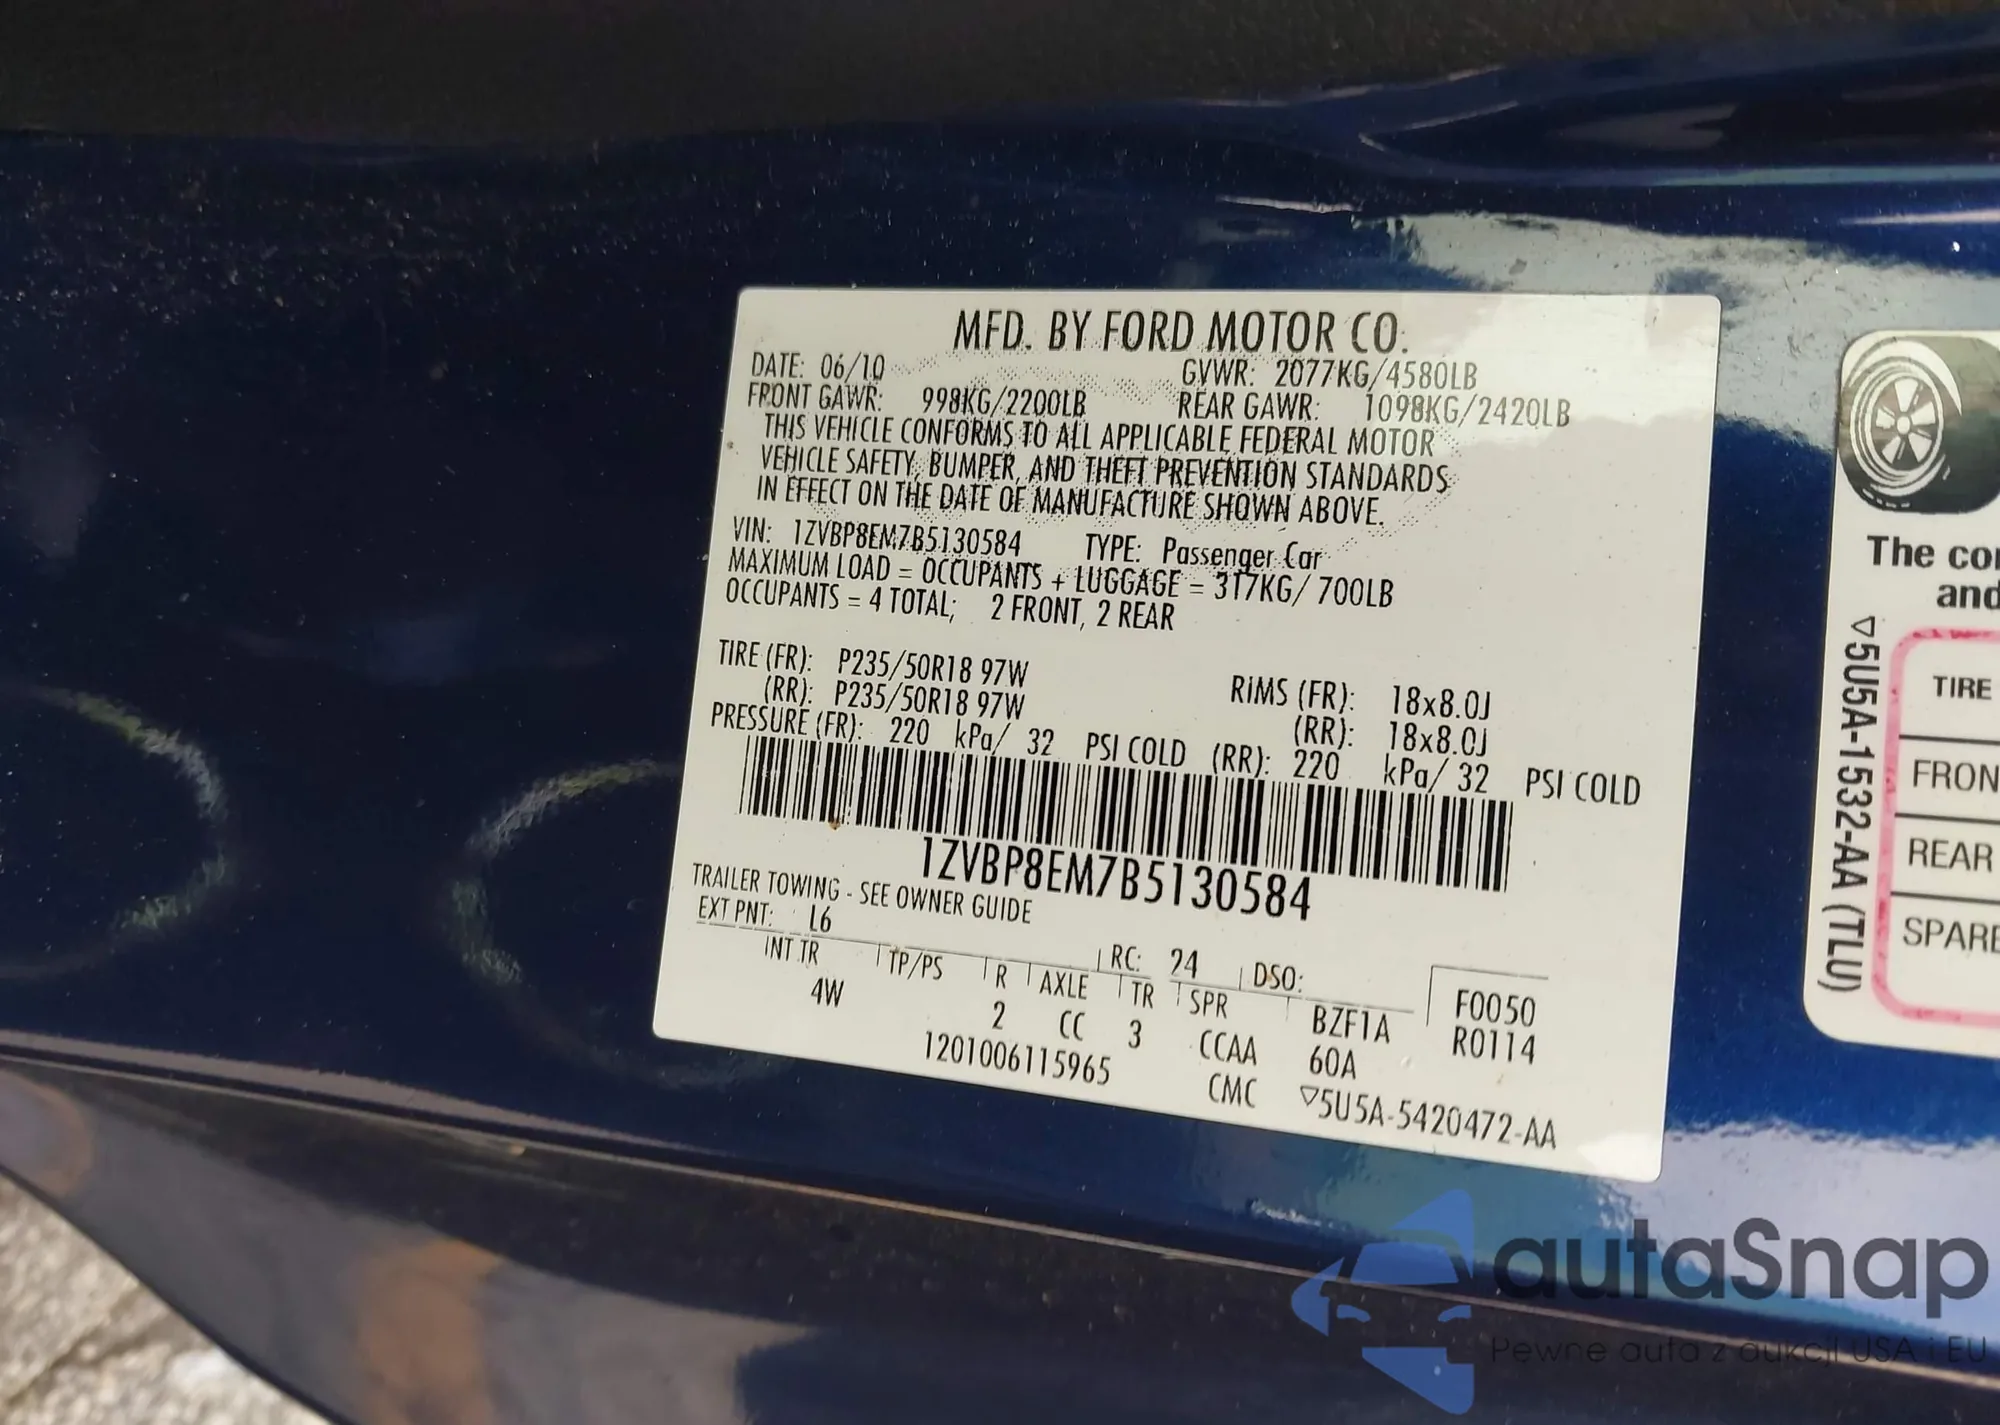 MFD. BY FORD MOTOR CO.
DATE: 06/10 GVWR: 2077KG/4580LB
FRONT GAWR: 998KG/2200LB REAR GAWR: 1098KG/2420LB
THIS VEHICLE CONFORMS TO ALL APPLICABLE FEDERAL MOTOR
VEHICLE SAFETY, BUMPER, AND THEFT PREVENTION STANDARDS
IN EFFECT ON THE DATE OF MANUFACTURE SHOWN ABOVE.
VIN: 1ZVBP8EM7B5130584 TYPE: Passenger Car
MAXIMUM LOAD = OCCUPANTS + LUGGAGE = 317KG/ 700LB
OCCUPANTS = 4 TOTAL; 2 FRONT, 2 REAR
TIRE (FR): P235/50R18 97W RIMS (FR): 18x8.0J
(RR): P235/50R18 97W (RR): 18x8.0J
PRESSURE (FR): 220 kPa/ 32 PSI COLD (RR): 220 kPa/ 32 PSI COLD
1ZVBP8EM7B5130584
TRAILER TOWING - SEE OWNER GUIDE
EXT PNT: L6 RC: 24 DSO: F0050
INT TR TP/PS R AXLE TR SPR BZF1A R0114
4W 2 CC 3 CCAA 60A
1201006115965 CMC ▽5U5A-5420472-AA
The co
and
▽5U5A-1532-AA (TLU)
TIRE
FRON
REAR
SPARE
autaSnap
Pewne auta z aukcji USA i EU